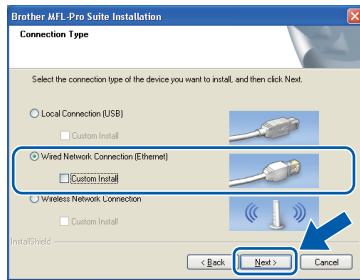 Brother MFL-Pro Suite Installation
Connection Type
Select the connection type of the device you want to install, and then click Next.
Local Connection (USB)
Custom Install
Wired Network Connection (Ethernet)
Custom Install
Wireless Network Connection
Custom Install
InstallShield
< Back
Next >
Cancel